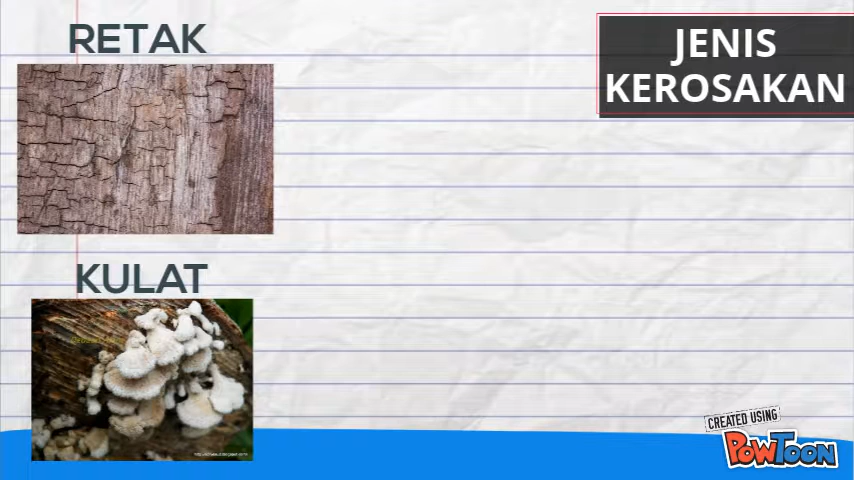 RETAK
JENIS
KEROSAKAN
KULAT
CREATED USING
POWTOON